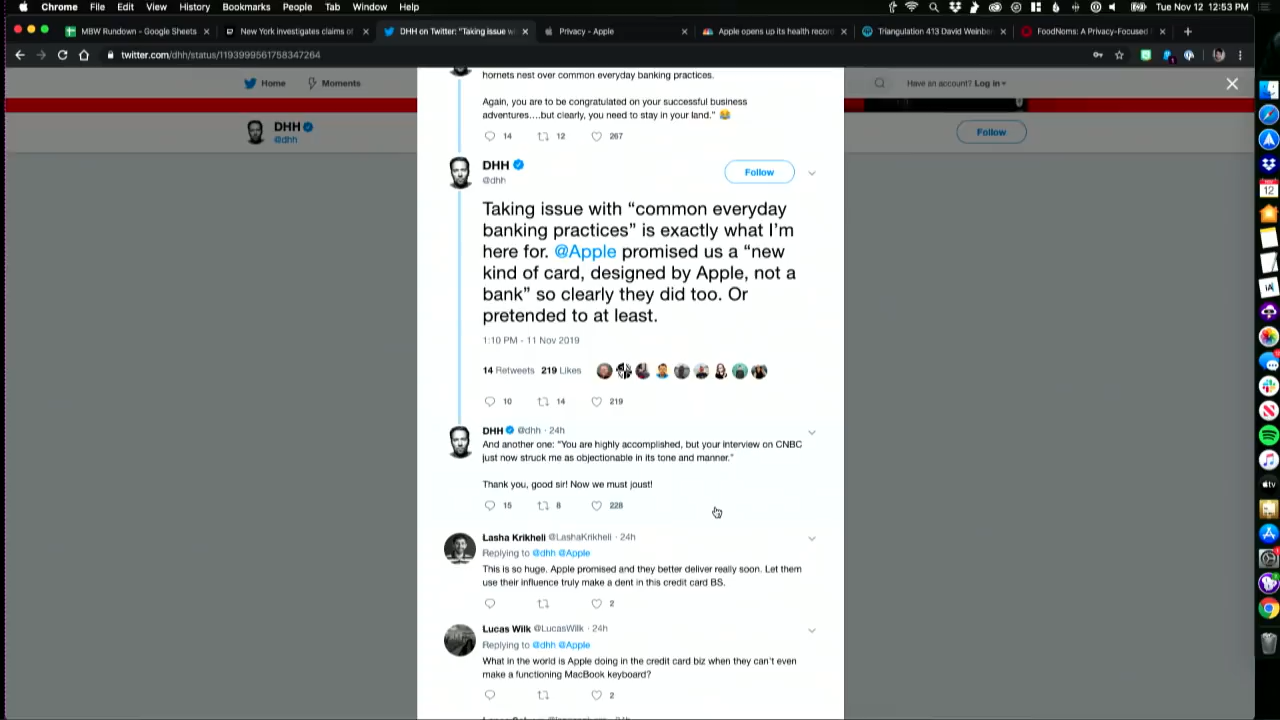 Chrome File Edit View History Bookmarks People Tab Window Help Tue Nov 12 12:53 PM
MBW Rundown - Google Sheets
New York investigates claims of
DHH on Twitter: "Taking issue wi
Privacy - Apple
Apple opens up its health recor
Triangulation 413 David Weinber
FoodNoms: A Privacy-Focused
twitter.com/dhh/status/1193999561758347264
Home Moments Have an account? Log in
DHH
@dhh
Follow
hornets nest over common everyday banking practices.
Again, you are to be congratulated on your successful business
adventures....but clearly, you need to stay in your land." 😂
14 12 267
DHH
@dhh
Follow
Taking issue with “common everyday
banking practices” is exactly what I’m
here for. @Apple promised us a “new
kind of card, designed by Apple, not a
bank” so clearly they did too. Or
pretended to at least.
1:10 PM - 11 Nov 2019
14 Retweets 219 Likes
10 14 219
DHH @dhh · 24h
And another one: "You are highly accomplished, but your interview on CNBC
just now struck me as objectionable in its tone and manner."
Thank you, good sir! Now we must joust!
15 8 228
Lasha Krikheli @LashaKrikheli · 24h
Replying to @dhh @Apple
This is so huge. Apple promised and they better deliver really soon. Let them
use their influence truly make a dent in this credit card BS.
2
Lucas Wilk @LucasWilk · 24h
Replying to @dhh @Apple
What in the world is Apple doing in the credit card biz when they can't even
make a functioning MacBook keyboard?
2
12
iA
tv